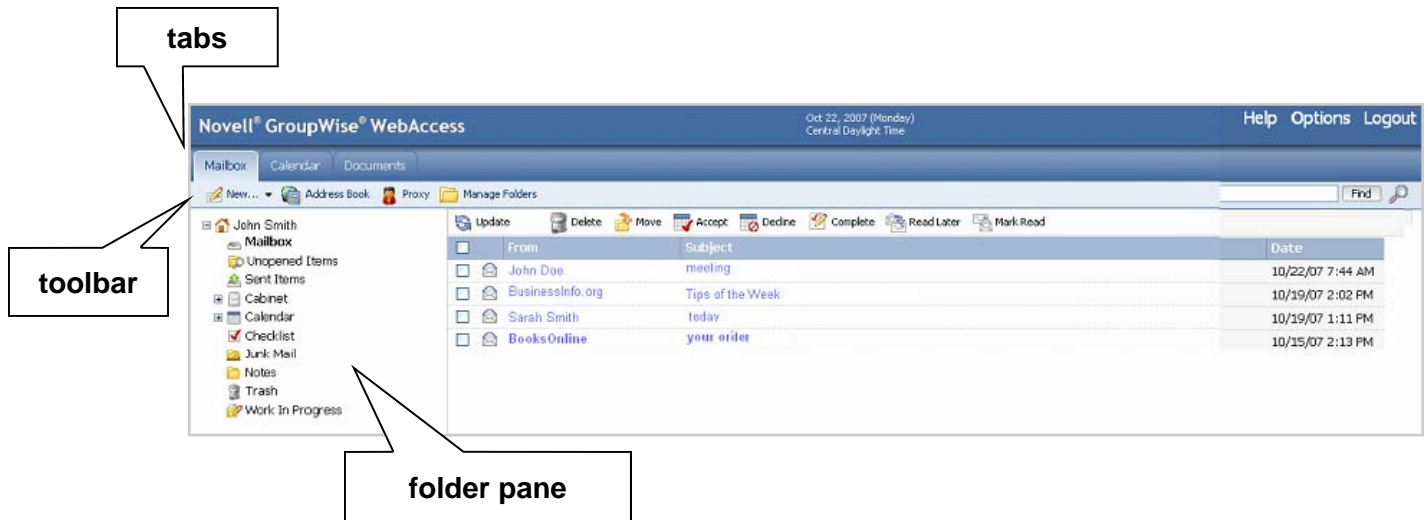 tabs
Novell® GroupWise® WebAccess
Oct 22, 2007 (Monday)
Central Daylight Time
Help Options Logout
Mailbox Calendar Documents
New... Address Book Proxy Manage Folders Find
toolbar
John Smith
Mailbox
Unopened Items
Sent Items
Cabinet
Calendar
Checklist
Junk Mail
Notes
Trash
Work In Progress
Update Delete Move Accept Decline Complete Read Later Mark Read
From Subject Date
John Doe meeting 10/22/07 7:44 AM
BusinessInfo.org Tips of the Week 10/19/07 2:02 PM
Sarah Smith today 10/19/07 1:11 PM
BooksOnline your order 10/15/07 2:13 PM
folder pane